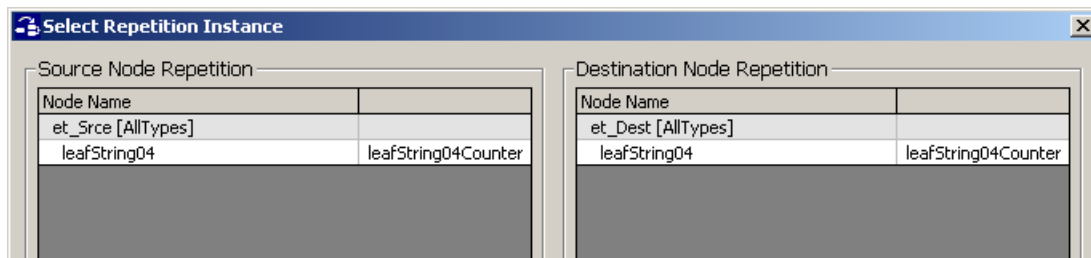 Select Repetition Instance
Source Node Repetition
Node Name
et_Srce [AllTypes]
leafString04 leafString04Counter
Destination Node Repetition
Node Name
et_Dest [AllTypes]
leafString04 leafString04Counter